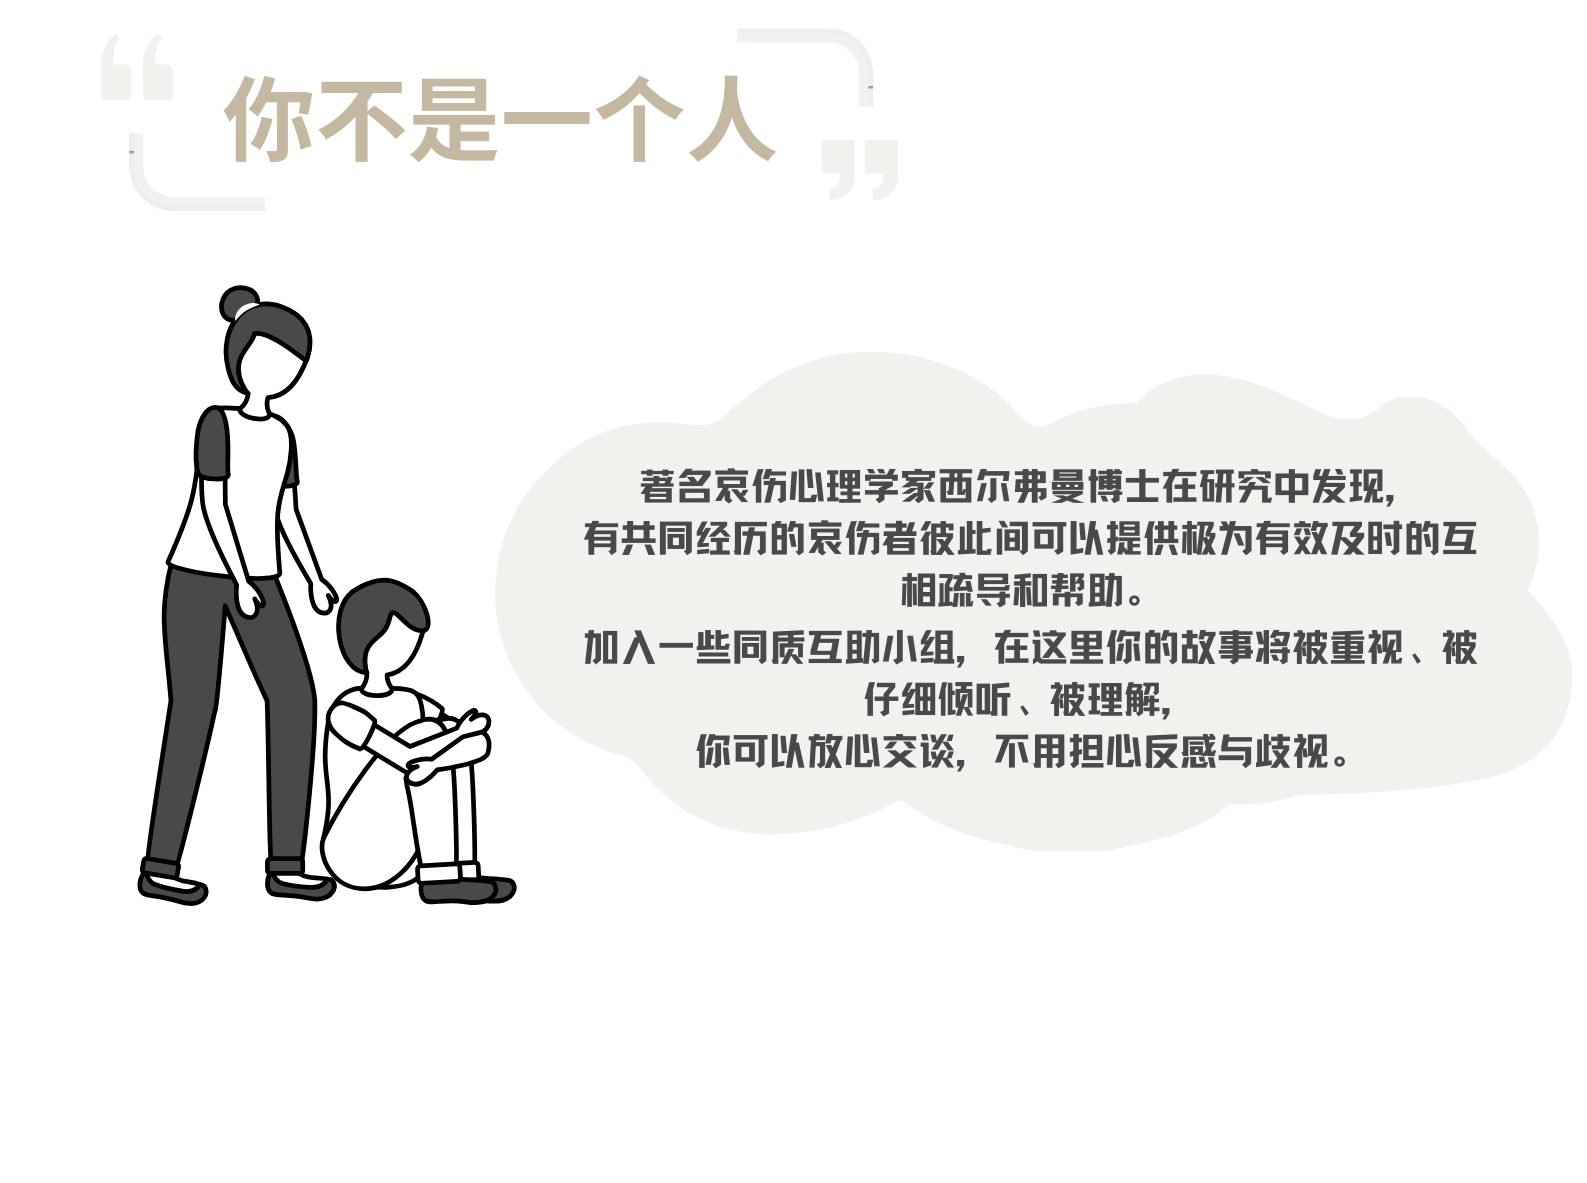 你不是一个人
著名哀伤心理学家西尔弗曼博士在研究中发现，
有共同经历的哀伤者彼此间可以提供极为有效及时的互
相疏导和帮助。
加入一些同质互助小组，在这里你的故事将被重视、被
仔细倾听、被理解，
你可以放心交谈，不用担心反感与歧视。